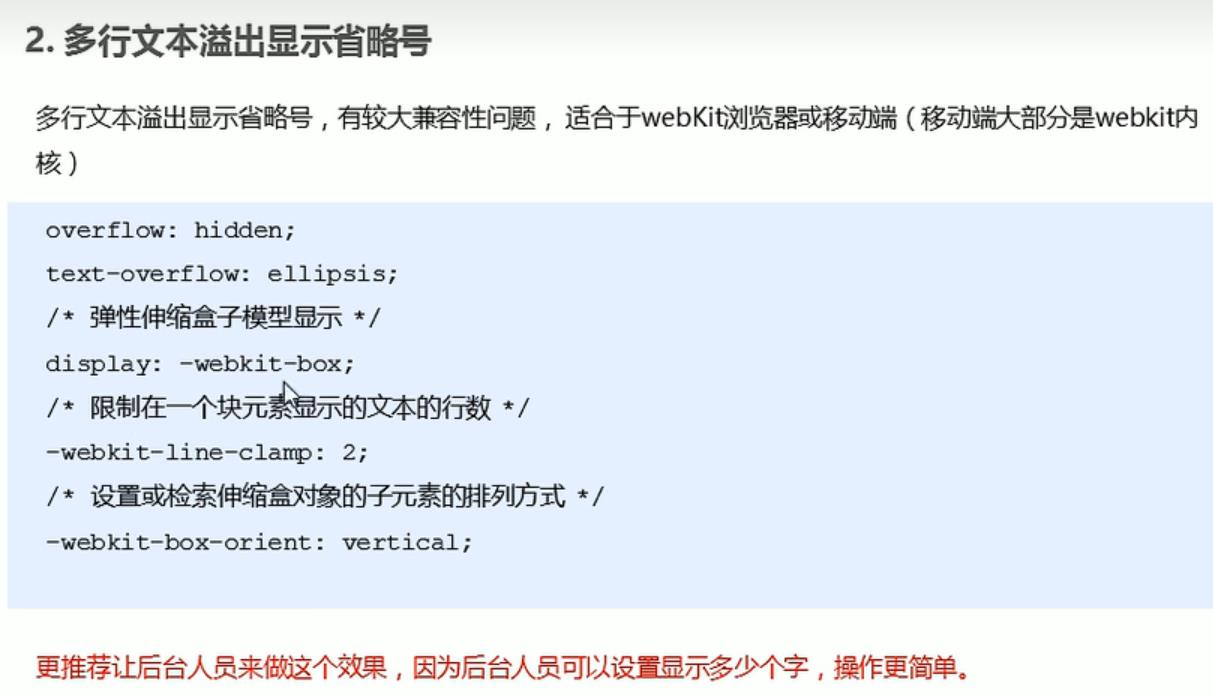 2. 多行文本溢出显示省略号
多行文本溢出显示省略号，有较大兼容性问题， 适合于webKit浏览器或移动端（移动端大部分是webkit内
核）
overflow: hidden;
text-overflow: ellipsis;
/* 弹性伸缩盒子模型显示 */
display: -webkit-box;
/* 限制在一个块元素显示的文本的行数 */
-webkit-line-clamp: 2;
/* 设置或检索伸缩盒对象的子元素的排列方式 */
-webkit-box-orient: vertical;
更推荐让后台人员来做这个效果，因为后台人员可以设置显示多少个字，操作更简单。